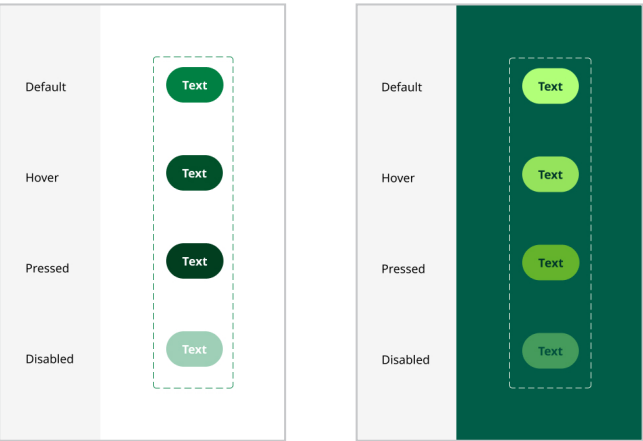 Default
Text
Hover
Text
Pressed
Text
Disabled
Text
Default
Text
Hover
Text
Pressed
Text
Disabled
Text